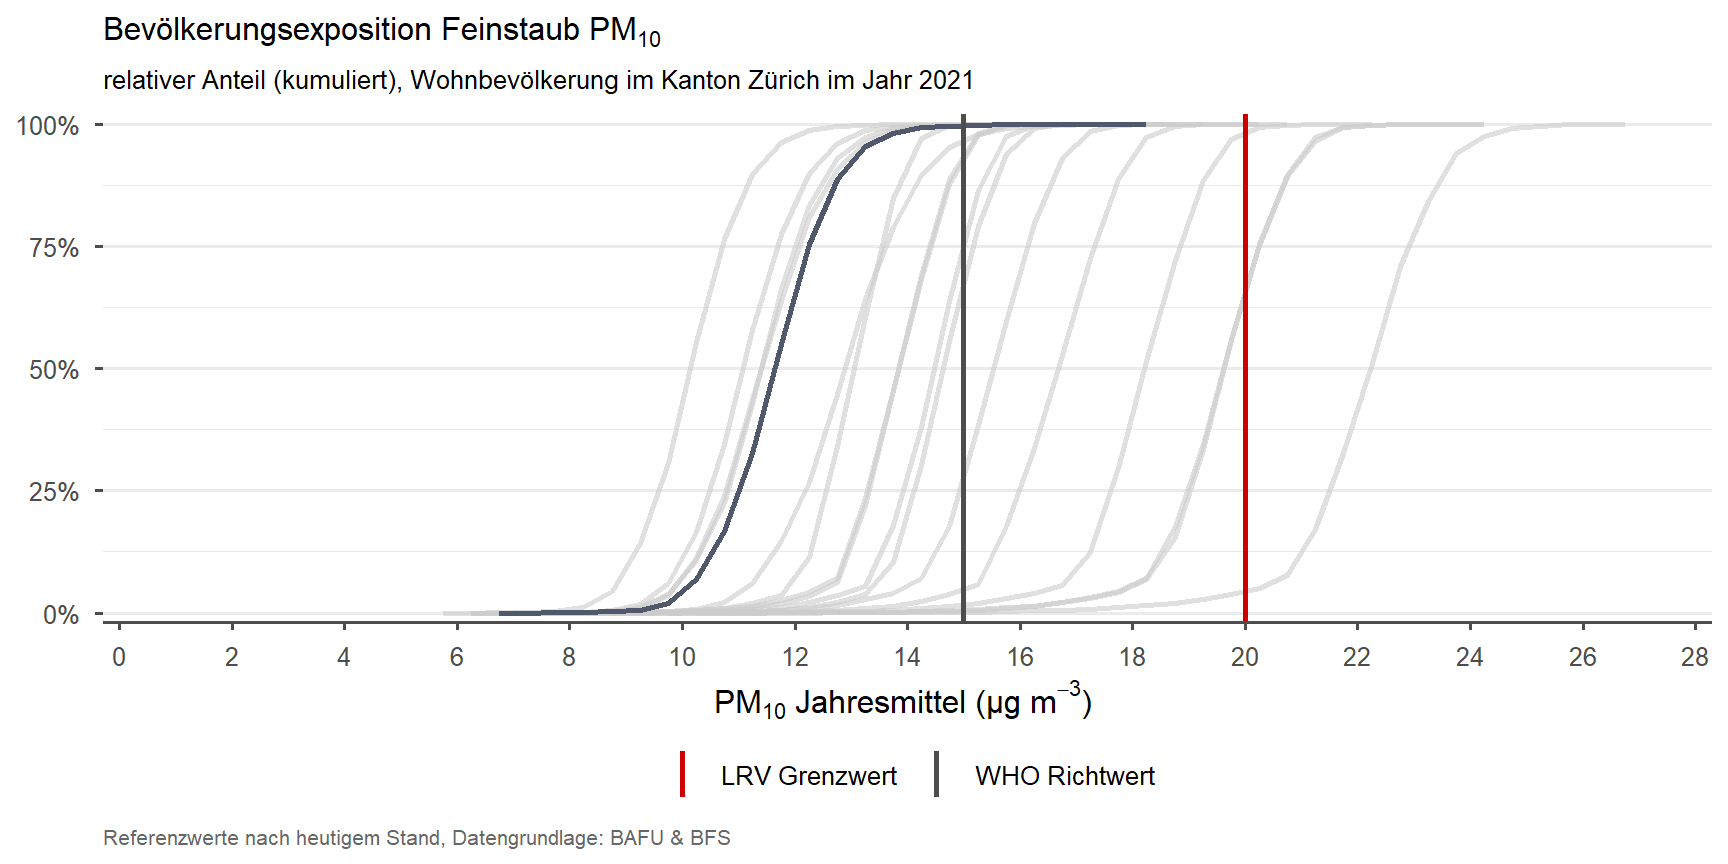 Bevölkerungsexposition Feinstaub PM₁₀
relativer Anteil (kumuliert), Wohnbevölkerung im Kanton Zürich im Jahr 2021
100%
75%
50%
25%
0%
0 2 4 6 8 10 12 14 16 18 20 22 24 26 28
PM₁₀ Jahresmittel (µg m⁻³)
LRV Grenzwert WHO Richtwert
Referenzwerte nach heutigem Stand, Datengrundlage: BAFU & BFS